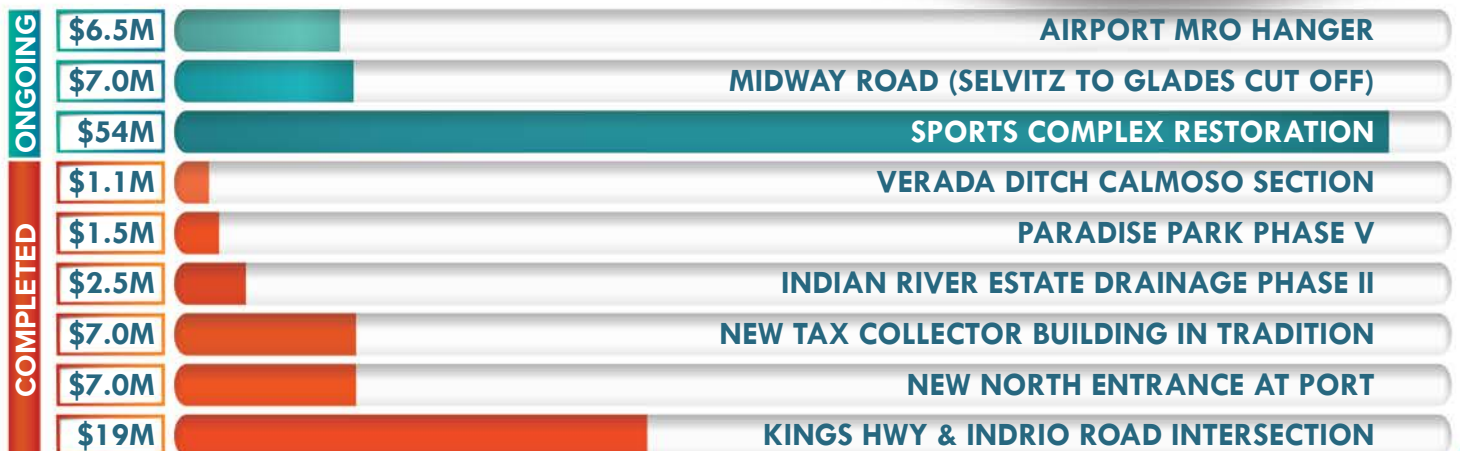 ONGOING
$6.5M AIRPORT MRO HANGER
$7.0M MIDWAY ROAD (SELVITZ TO GLADES CUT OFF)
$54M SPORTS COMPLEX RESTORATION
COMPLETED
$1.1M VERADA DITCH CALMOSO SECTION
$1.5M PARADISE PARK PHASE V
$2.5M INDIAN RIVER ESTATE DRAINAGE PHASE II
$7.0M NEW TAX COLLECTOR BUILDING IN TRADITION
$7.0M NEW NORTH ENTRANCE AT PORT
$19M KINGS HWY & INDRIO ROAD INTERSECTION